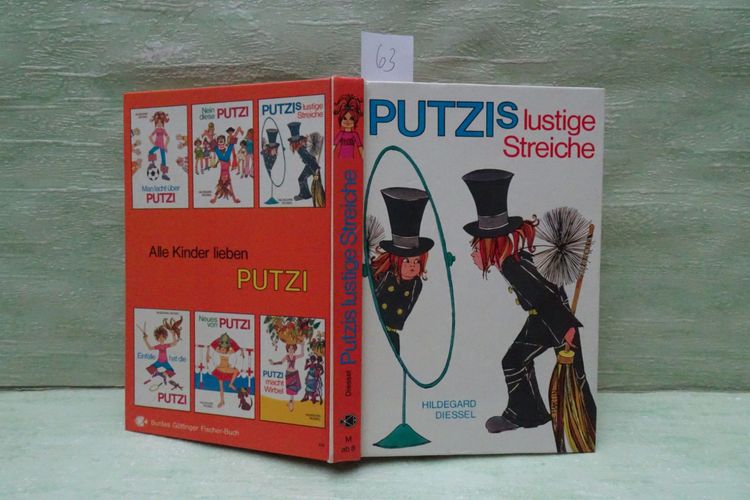 63
PUTZIS lustige
Streiche
HILDEGARD
DIESSEL
Putzis lustige Streiche
Diessel
M
ab 8
Man lacht über
PUTZI
Nein
diese PUTZI
PUTZIS lustige
Streiche
Alle Kinder lieben
PUTZI
Einfälle hat die
PUTZI
Neues
von PUTZI
PUTZI
macht
Wirbel
Göttinger Fischer-Buch